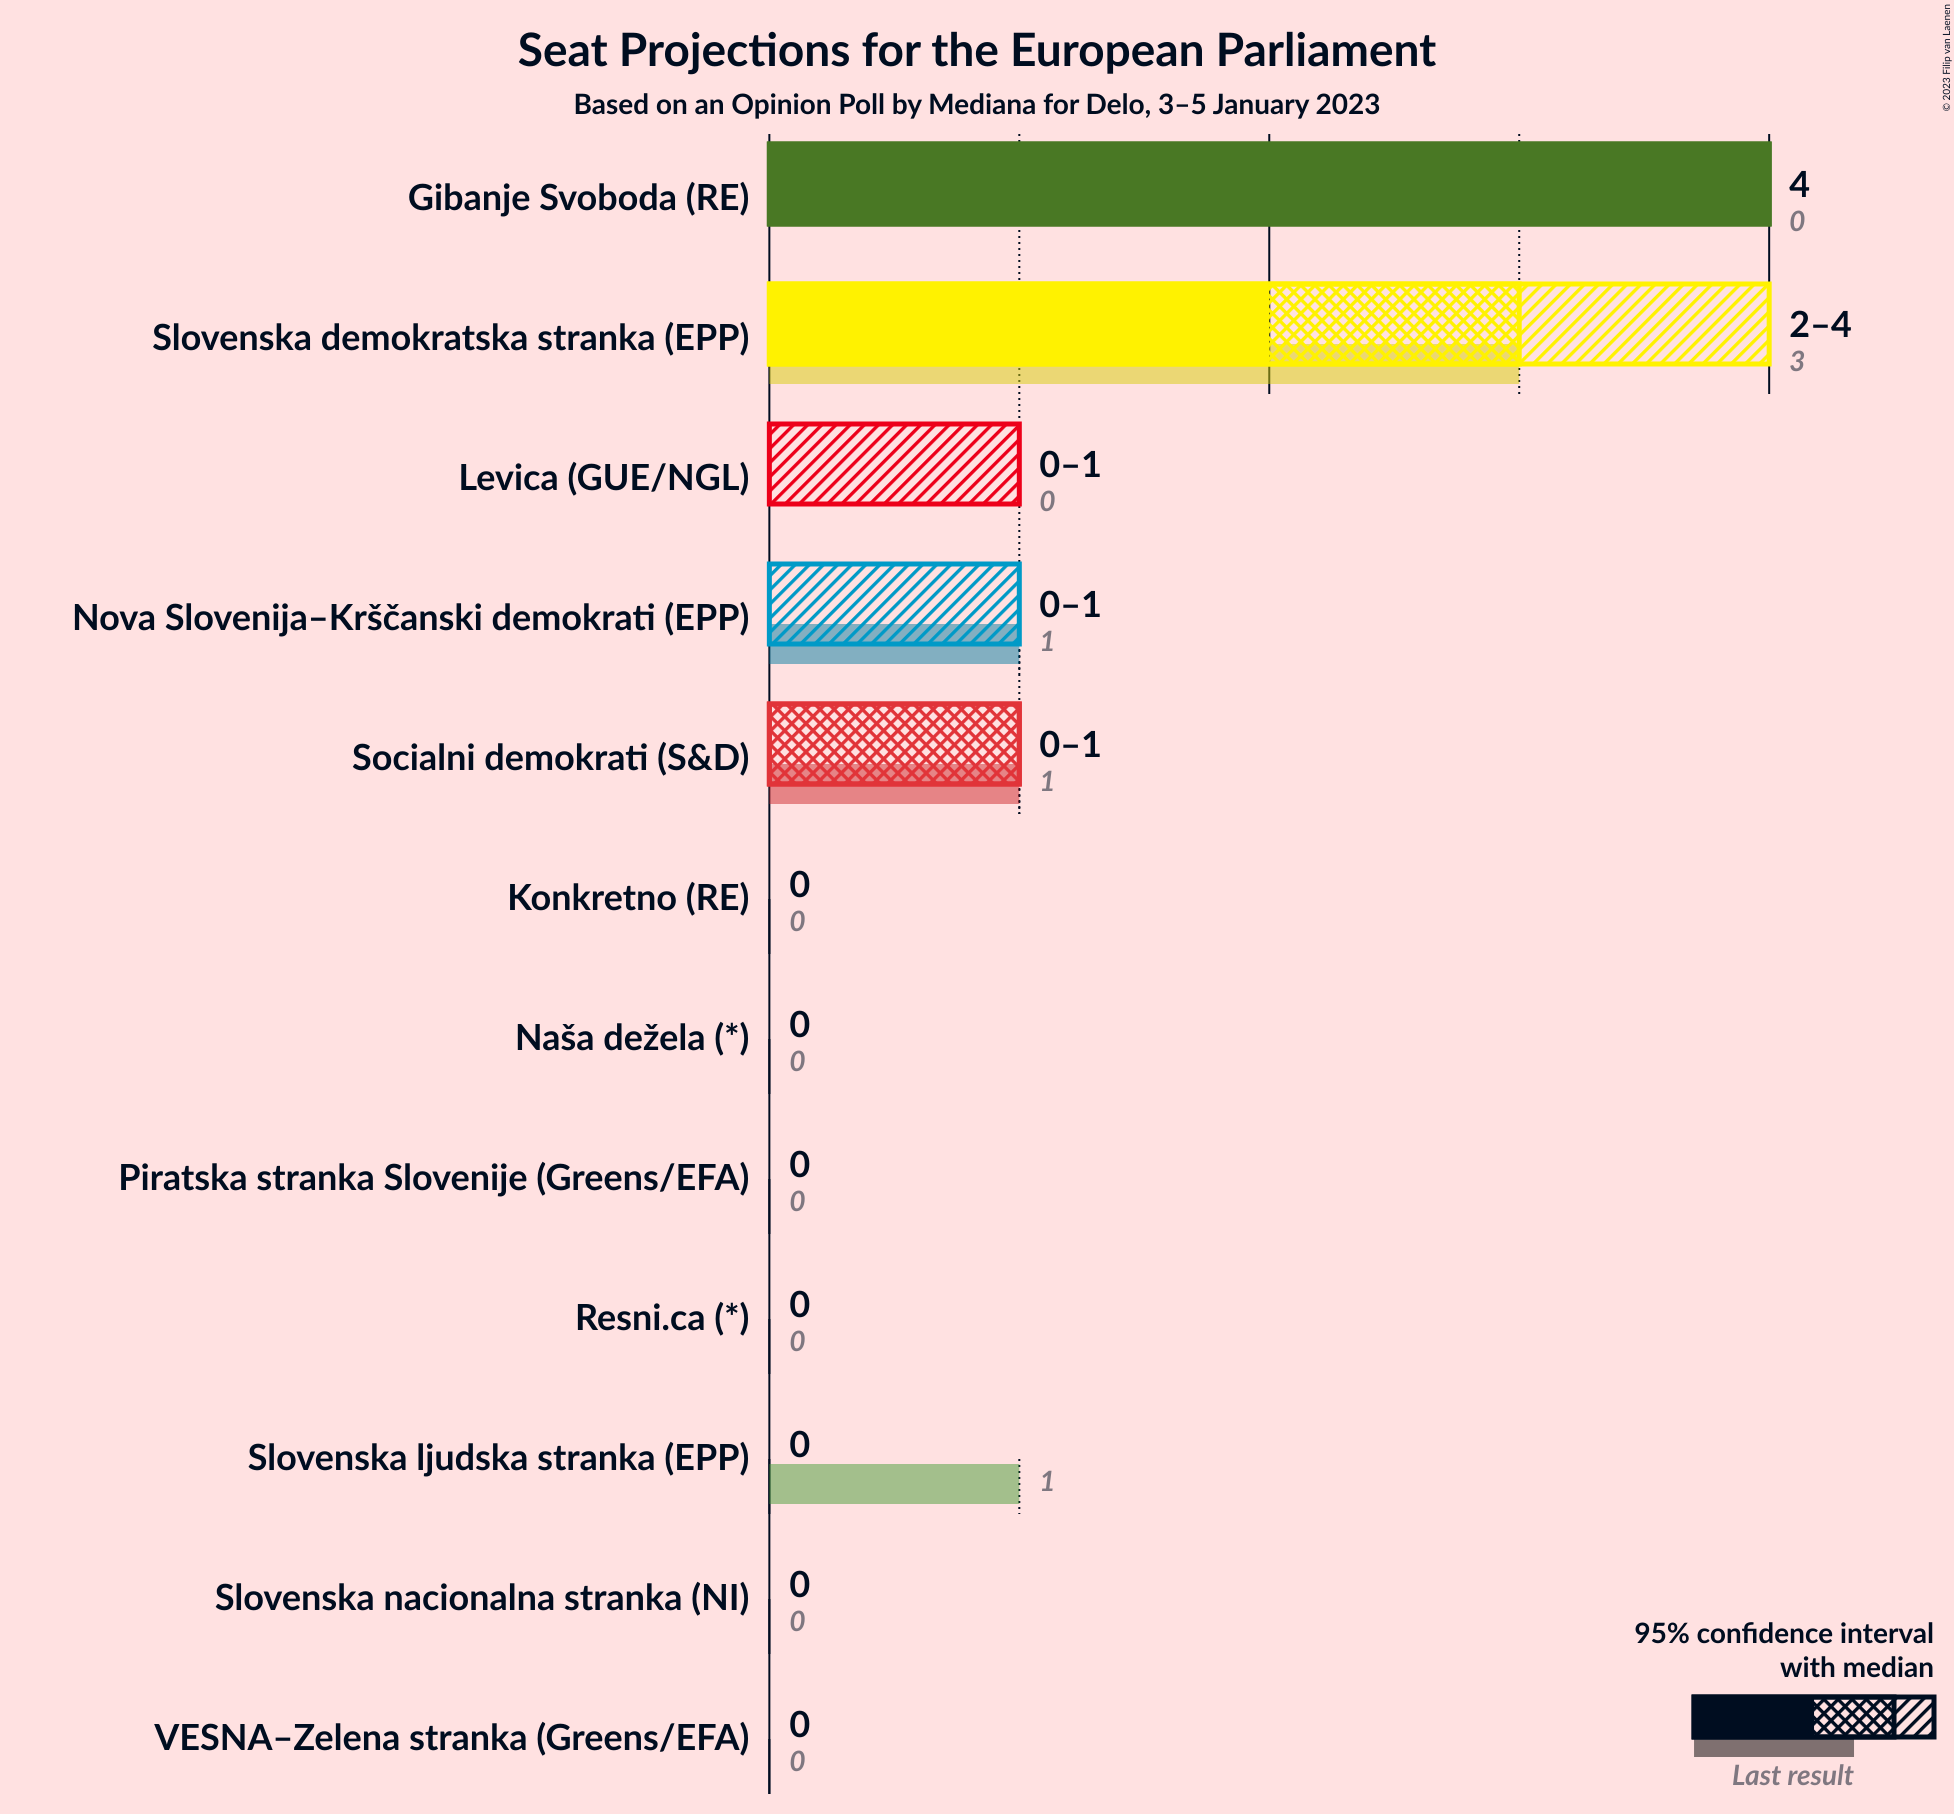 Seat Projections for the European Parliament
Based on an Opinion Poll by Mediana for Delo, 3–5 January 2023
© 2023 Filip van Laenen
Gibanje Svoboda (RE)
4
0
Slovenska demokratska stranka (EPP)
2–4
3
Levica (GUE/NGL)
0–1
0
Nova Slovenija–Krščanski demokrati (EPP)
0–1
1
Socialni demokrati (S&D)
0–1
1
Konkretno (RE)
0
0
Naša dežela (*)
0
0
Piratska stranka Slovenije (Greens/EFA)
0
0
Resni.ca (*)
0
0
Slovenska ljudska stranka (EPP)
0
1
Slovenska nacionalna stranka (NI)
0
0
VESNA–Zelena stranka (Greens/EFA)
0
0
95% confidence interval
with median
Last result